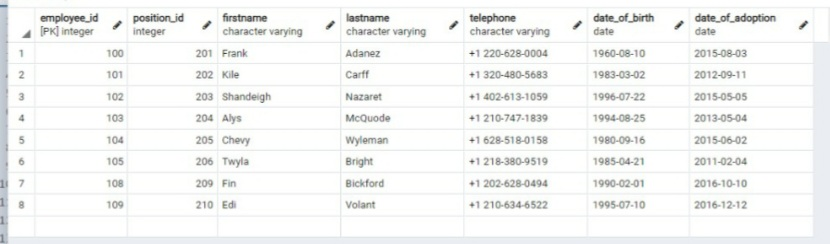 employee_id position_id firstname lastname telephone date_of_birth date_of_adoption
[PK] integer integer character varying character varying character varying date date
1 100 201 Frank Adanez +1 220-628-0004 1960-08-10 2015-08-03
2 101 202 Kile Carff +1 320-480-5683 1983-03-02 2012-09-11
3 102 203 Shandeigh Nazaret +1 402-613-1059 1996-07-22 2015-05-05
4 103 204 Alys McQuode +1 210-747-1839 1994-08-25 2013-05-04
5 104 205 Chevy Wyleman +1 628-518-0158 1980-09-16 2015-06-02
6 105 206 Twyla Bright +1 218-380-9519 1985-04-21 2011-02-04
7 108 209 Fin Bickford +1 202-628-0494 1990-02-01 2016-10-10
8 109 210 Edi Volant +1 210-634-6522 1995-07-10 2016-12-12